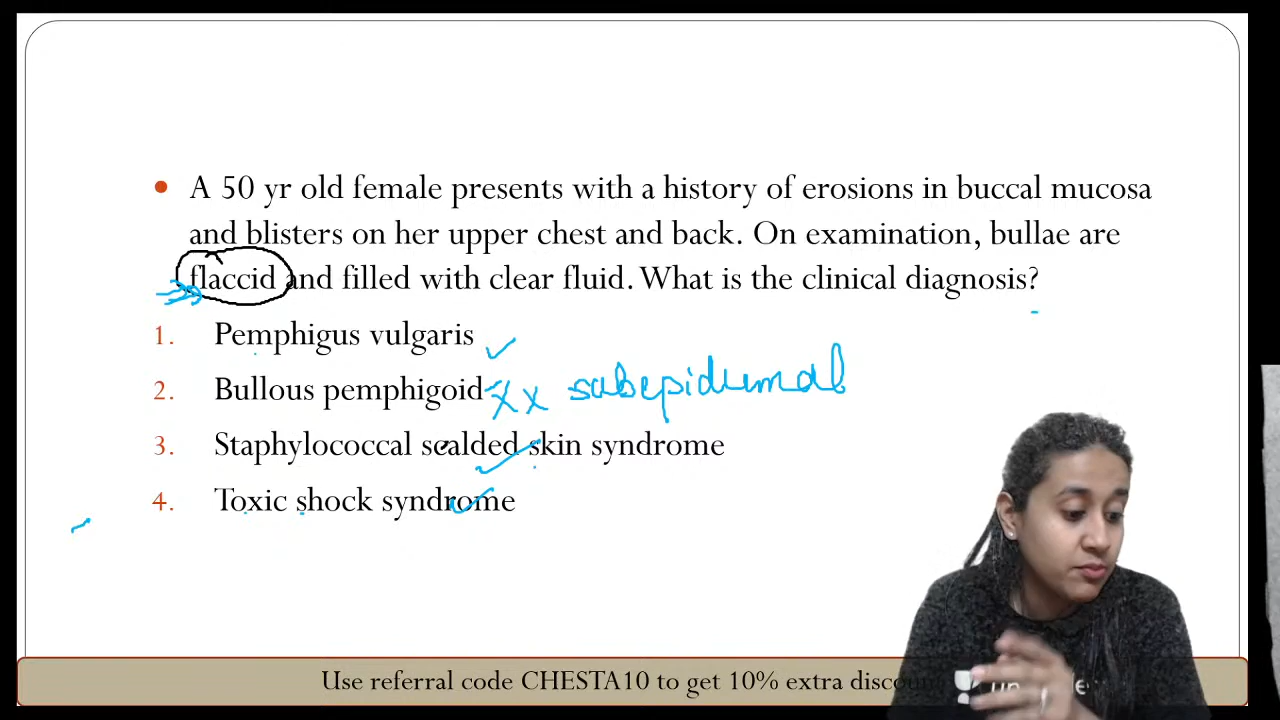 A 50 yr old female presents with a history of erosions in buccal mucosa
and blisters on her upper chest and back. On examination, bullae are
flaccid and filled with clear fluid. What is the clinical diagnosis?
1. Pemphigus vulgaris
2. Bullous pemphigoid xx subepidermal
3. Staphylococcal scalded skin syndrome
4. Toxic shock syndrome
Use referral code CHESTA10 to get 10% extra